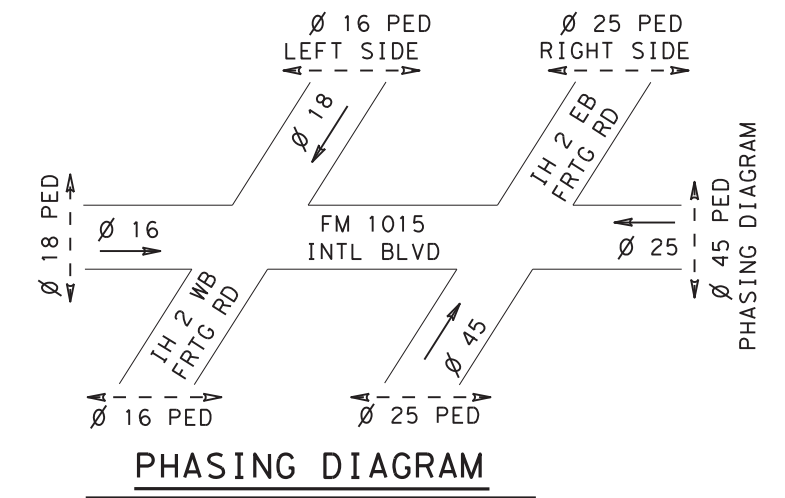 Ø 16 PED
LEFT SIDE
Ø 25 PED
RIGHT SIDE
Ø 18
IH 2 EB
FRTG RD
Ø 18 PED
Ø 16
FM 1015
INTL BLVD
Ø 25
Ø 45 PED
PHASING DIAGRAM
IH 2 WB
FRTG RD
Ø 45
Ø 16 PED
Ø 25 PED
PHASING DIAGRAM